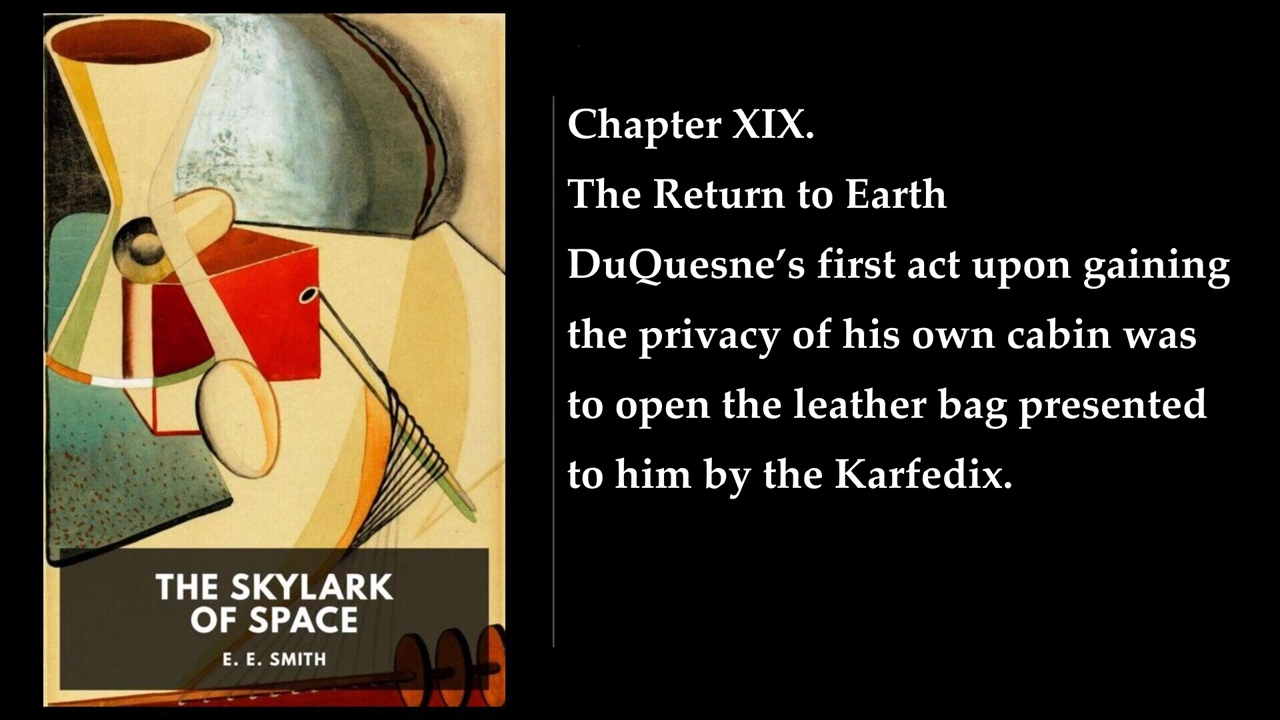 THE SKYLARK
OF SPACE
E. E. SMITH
Chapter XIX.
The Return to Earth
DuQuesne’s first act upon gaining
the privacy of his own cabin was
to open the leather bag presented
to him by the Karfedix.